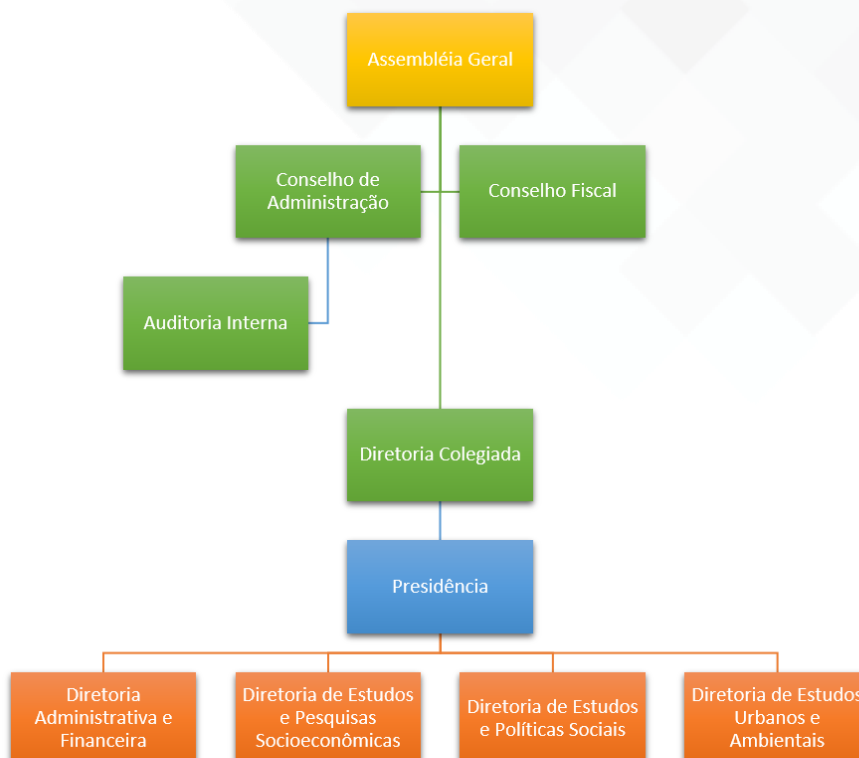 Assembléia Geral
Conselho de
Administração
Conselho Fiscal
Auditoria Interna
Diretoria Colegiada
Presidência
Diretoria
Administrativa e
Financeira
Diretoria de Estudos
e Pesquisas
Socioeconômicas
Diretoria de Estudos
e Políticas Sociais
Diretoria de Estudos
Urbanos e
Ambientais